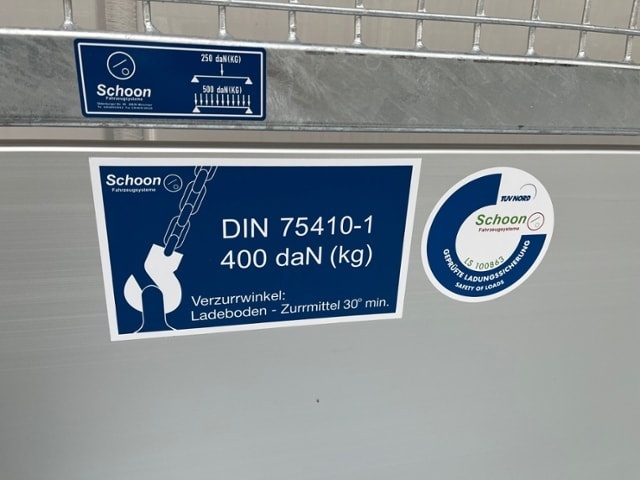 Schoon
Fahrzeugsysteme
250 daN(KG)
500 daN(KG)
Schoon
Fahrzeugsysteme
DIN 75410-1
400 daN (kg)
Verzurrwinkel:
Ladeboden - Zurrmittel 30° min.
TÜV NORD
Schoon
Fahrzeugsysteme
LS 100863
GEPRÜFTE LADUNGSSICHERUNG
SAFETY OF LOADS